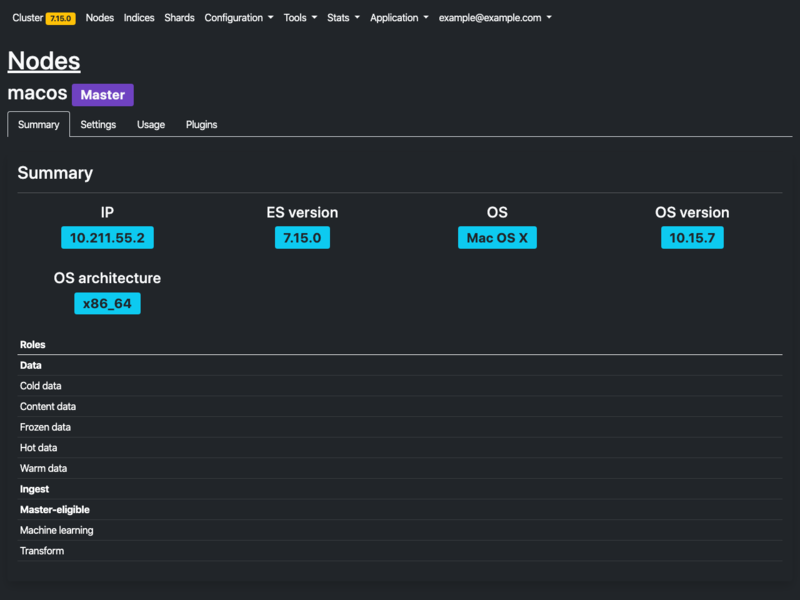 Cluster 7.15.0 Nodes Indices Shards Configuration Tools Stats Application example@example.com
Nodes
macos Master
Summary Settings Usage Plugins
Summary
IP ES version OS OS version
10.211.55.2 7.15.0 Mac OS X 10.15.7
OS architecture
x86_64
Roles
Data
Cold data
Content data
Frozen data
Hot data
Warm data
Ingest
Master-eligible
Machine learning
Transform